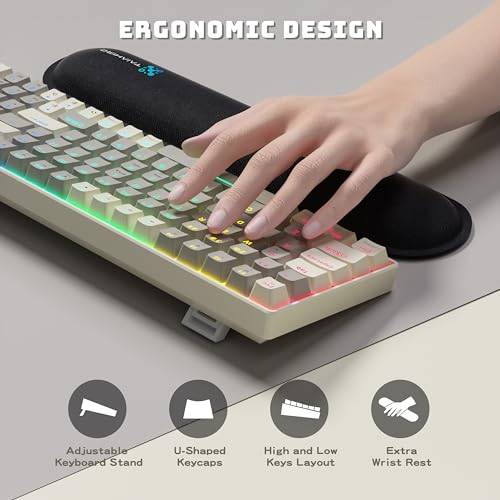 ERGONOMIC DESIGN
Adjustable
Keyboard Stand
U-Shaped
Keycaps
High and Low
Keys Layout
Extra
Wrist Rest